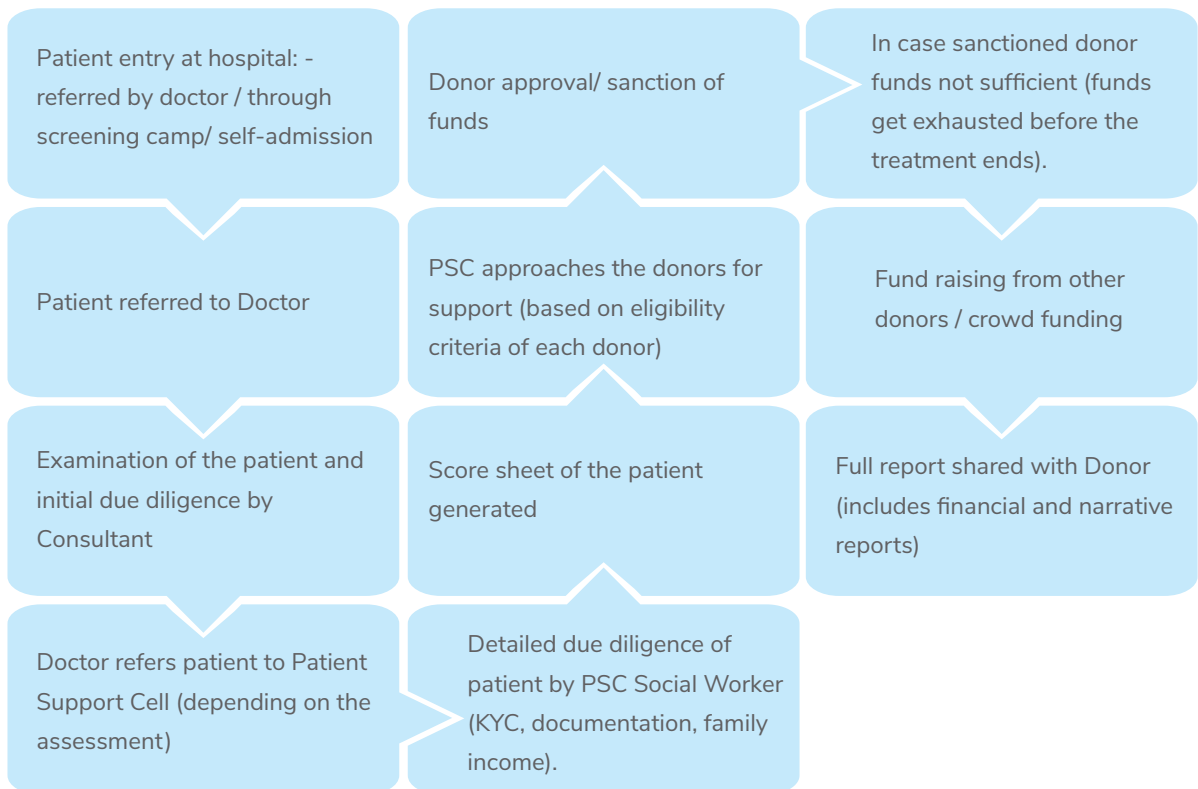 Patient entry at hospital: -
referred by doctor / through
screening camp/ self-admission
Patient referred to Doctor
Examination of the patient and
initial due diligence by
Consultant
Doctor refers patient to Patient
Support Cell (depending on the
assessment)
Detailed due diligence of
patient by PSC Social Worker
(KYC, documentation, family
income).
Score sheet of the patient
generated
PSC approaches the donors for
support (based on eligibility
criteria of each donor)
Donor approval/ sanction of
funds
In case sanctioned donor
funds not sufficient (funds
get exhausted before the
treatment ends).
Fund raising from other
donors / crowd funding
Full report shared with Donor
(includes financial and narrative
reports)